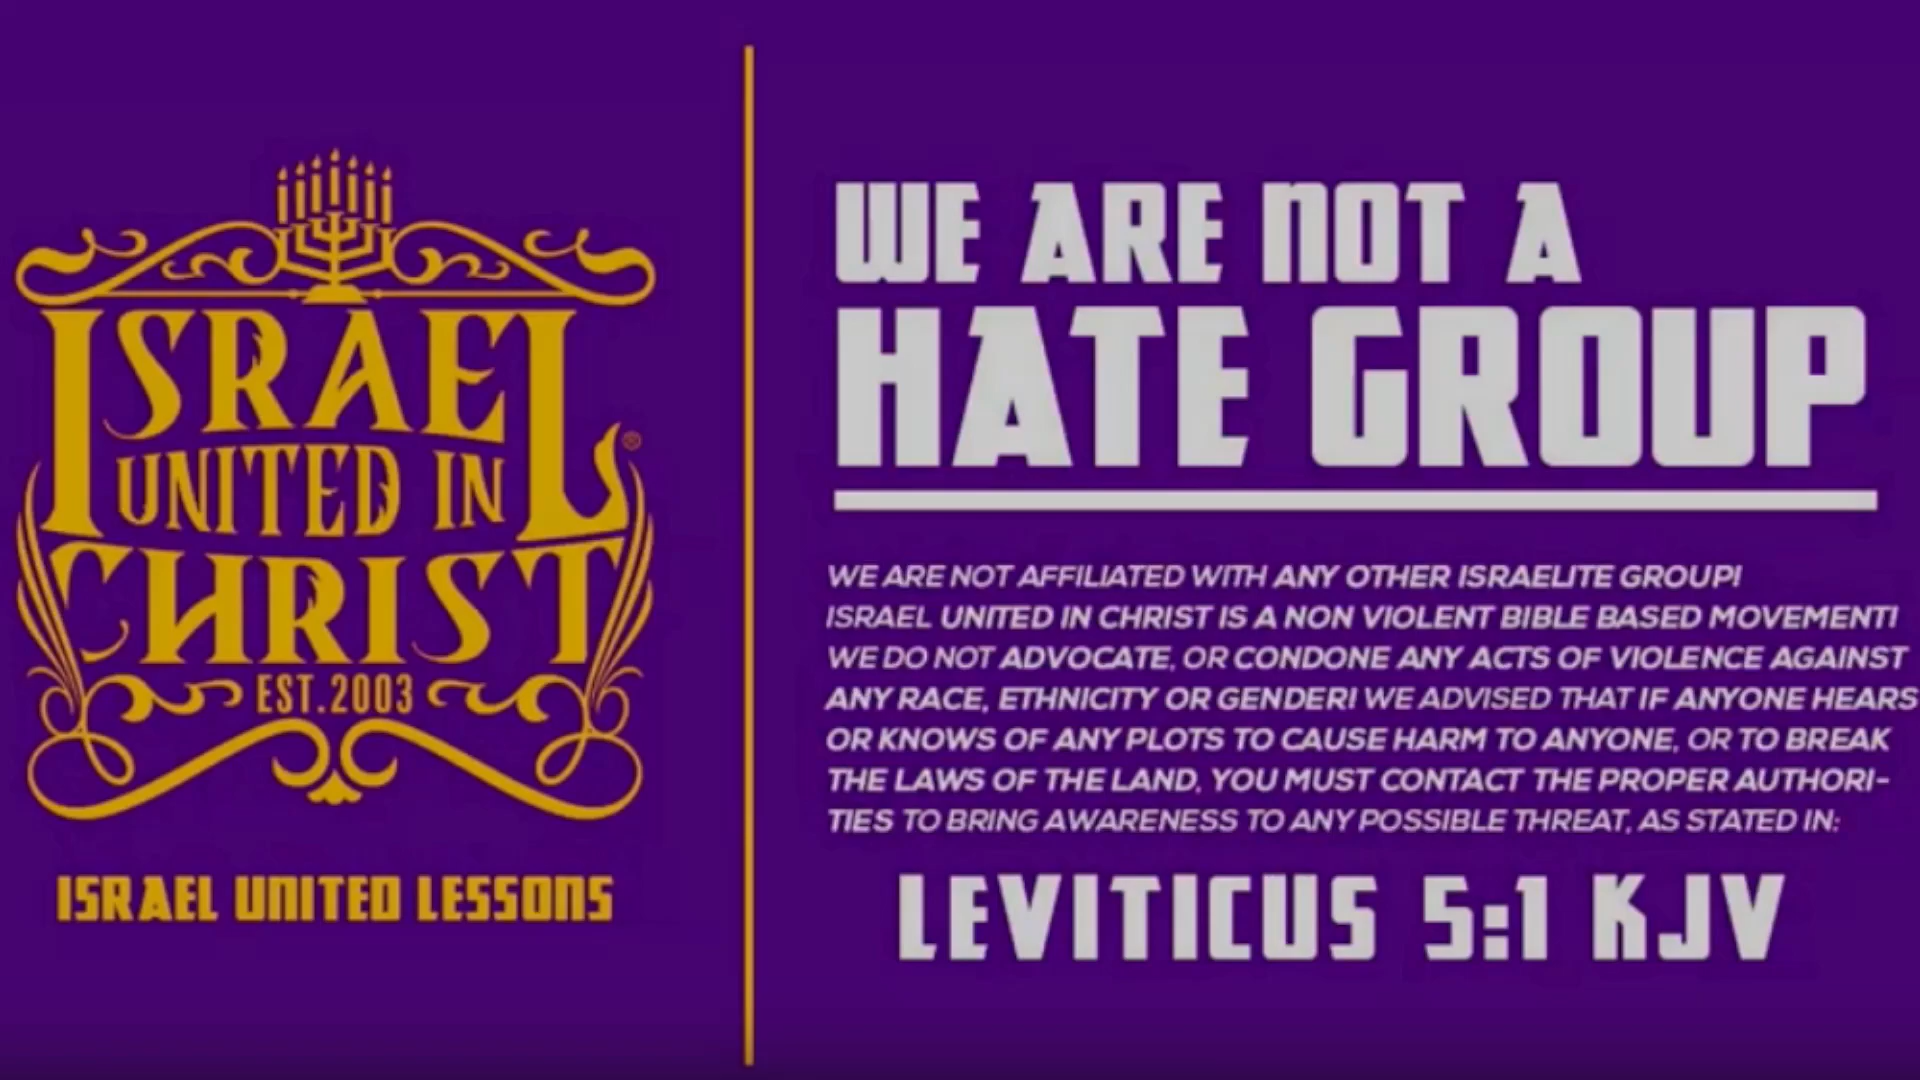 ISRAEL
UNITED IN
CHRIST
®
EST.2003
ISRAEL UNITED LESSONS
WE ARE NOT A
HATE GROUP
WE ARE NOT AFFILIATED WITH ANY OTHER ISRAELITE GROUP!
ISRAEL UNITED IN CHRIST IS A NON VIOLENT BIBLE BASED MOVEMENT!
WE DO NOT ADVOCATE, OR CONDONE ANY ACTS OF VIOLENCE AGAINST
ANY RACE, ETHNICITY OR GENDER! WE ADVISED THAT IF ANYONE HEARS
OR KNOWS OF ANY PLOTS TO CAUSE HARM TO ANYONE, OR TO BREAK
THE LAWS OF THE LAND, YOU MUST CONTACT THE PROPER AUTHORI-
TIES TO BRING AWARENESS TO ANY POSSIBLE THREAT, AS STATED IN:
LEVITICUS 5:1 KJV